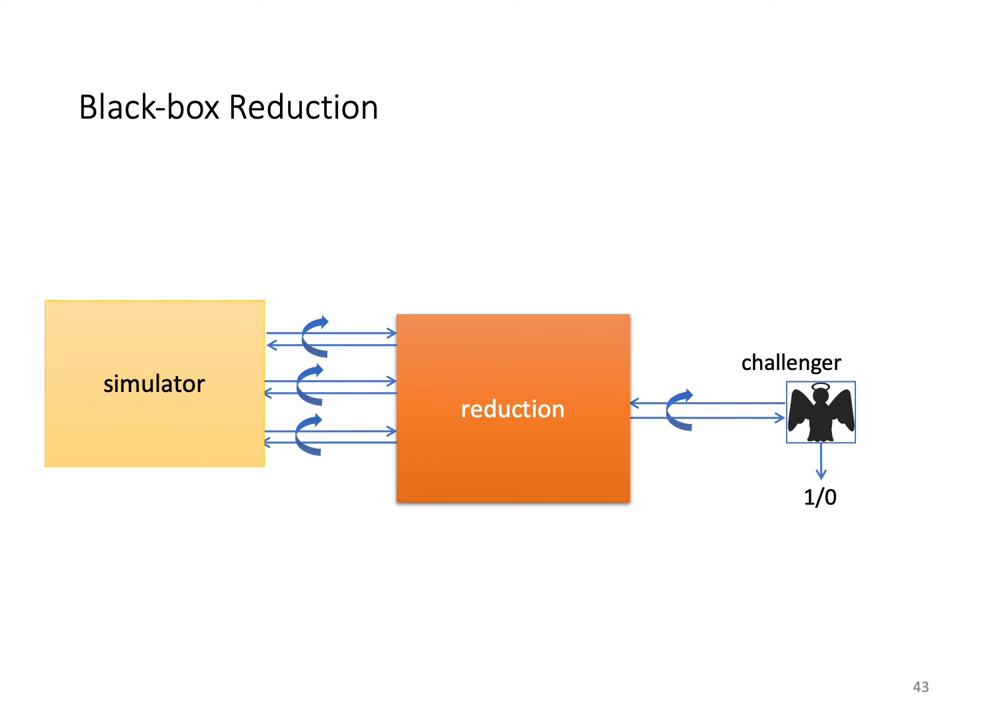 Black-box Reduction
simulator
reduction
challenger
1/0
43